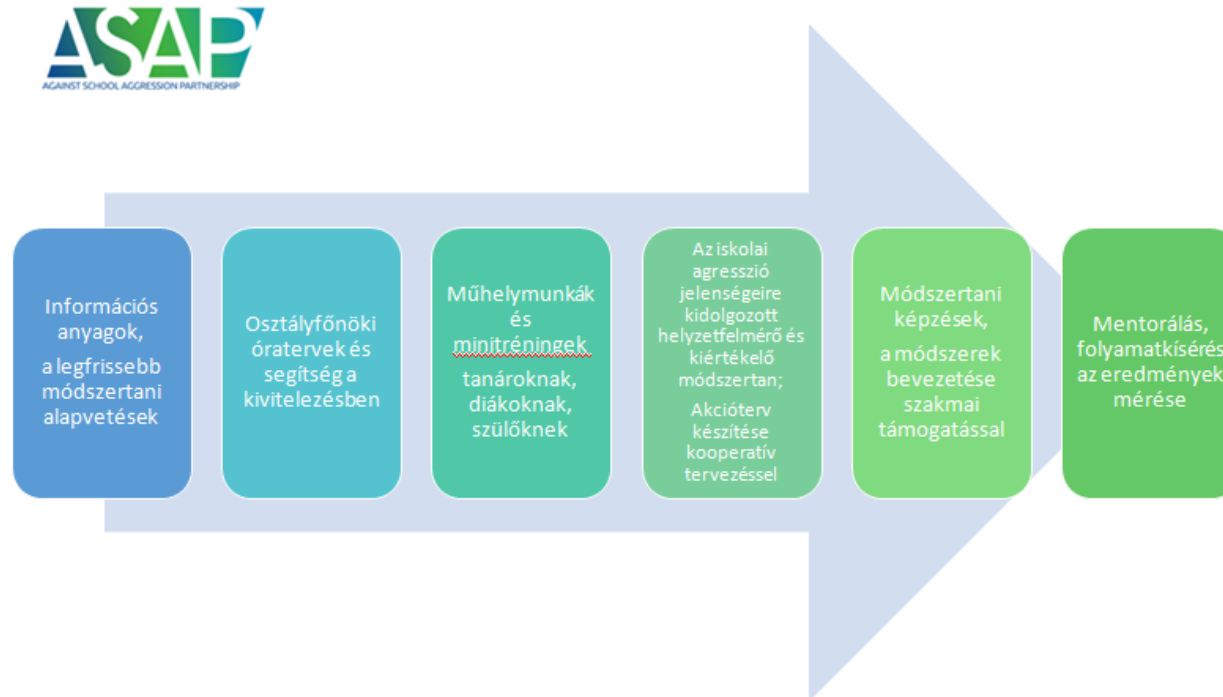 ASAP
AGAINST SCHOOL AGGRESSION PARTNERSHIP
Információs
anyagok,
a legfrissebb
módszertani
alapvetések
Osztályfőnöki
óratervek és
segítség a
kivitelezésben
Műhelymunkák
és
minitréningek
tanároknak,
diákoknak,
szülőknek
Az iskolai
agresszió
jelenségeire
kidolgozott
helyzetfelmérő és
kiértékelő
módszertan;
Akcióterv
készítése
kooperatív
tervezéssel
Módszertani
képzések,
a módszerek
bevezetése
szakmai
támogatással
Mentorálás,
folyamatkísérés
az eredmények
mérése